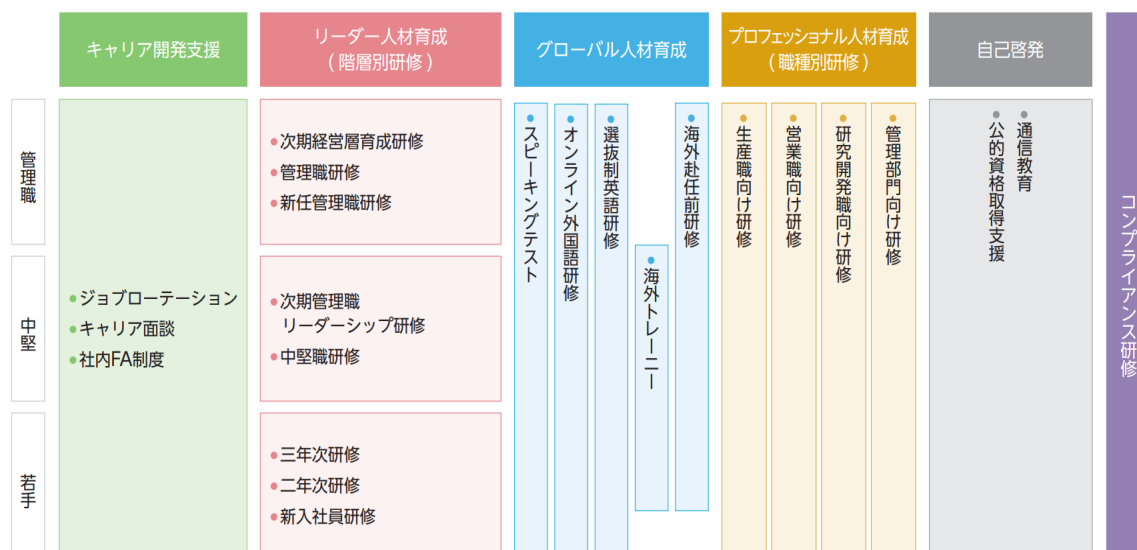 キャリア開発支援
リーダー人材育成
(階層別研修)
グローバル人材育成
プロフェッショナル人材育成
(職種別研修)
自己啓発
コンプライアンス研修
管理職
中堅
若手
•ジョブローテーション
•キャリア面談
•社内FA制度
•次期経営層育成研修
•管理職研修
•新任管理職研修
•次期管理職
リーダーシップ研修
•中堅職研修
•三年次研修
•二年次研修
•新入社員研修
•スピーキングテスト
•オンライン外国語研修
•選抜制英語研修
•海外トレーニー
•海外赴任前研修
•生産職向け研修
•営業職向け研修
•研究開発職向け研修
•管理部門向け研修
•通信教育
•公的資格取得支援